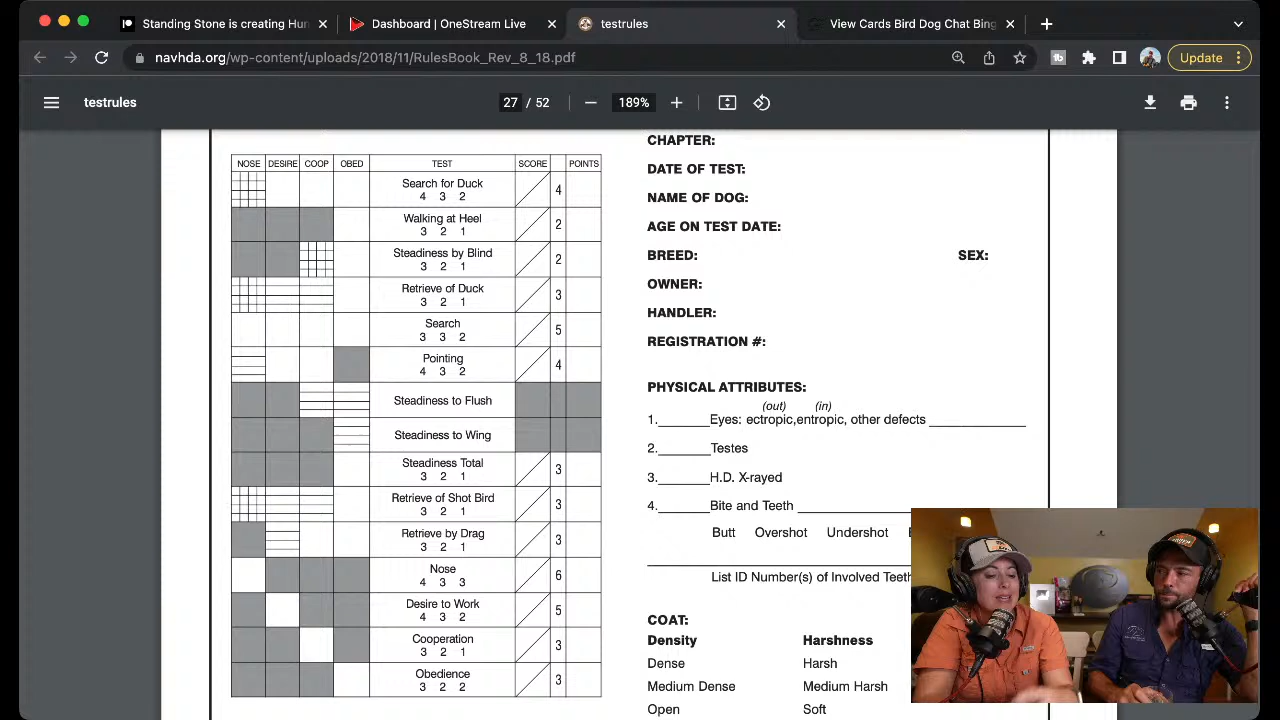 Standing Stone is creating Hun
Dashboard | OneStream Live
testrules
View Cards Bird Dog Chat Bing
navhda.org/wp-content/uploads/2018/11/RulesBook_Rev_8_18.pdf
Update
testrules
27 / 52
189%
NOSE DESIRE COOP OBED TEST SCORE POINTS
Search for Duck
4 3 2
4
Walking at Heel
3 2 1
2
Steadiness by Blind
3 2 1
2
Retrieve of Duck
3 2 1
3
Search
3 3 2
5
Pointing
4 3 2
4
Steadiness to Flush
Steadiness to Wing
Steadiness Total
3 2 1
3
Retrieve of Shot Bird
3 2 1
3
Retrieve by Drag
3 2 1
3
Nose
4 3 3
6
Desire to Work
4 3 2
5
Cooperation
3 2 1
3
Obedience
3 2 2
3
CHAPTER:
DATE OF TEST:
NAME OF DOG:
AGE ON TEST DATE:
BREED: SEX:
OWNER:
HANDLER:
REGISTRATION #:
PHYSICAL ATTRIBUTES:
(out) (in)
1.______Eyes: ectropic,entropic, other defects ____________
2.______Testes
3.______H.D. X-rayed
4.______Bite and Teeth ____________
Butt Overshot Undershot
List ID Number(s) of Involved Teeth
COAT:
Density Harshness
Dense Harsh
Medium Dense Medium Harsh
Open Soft